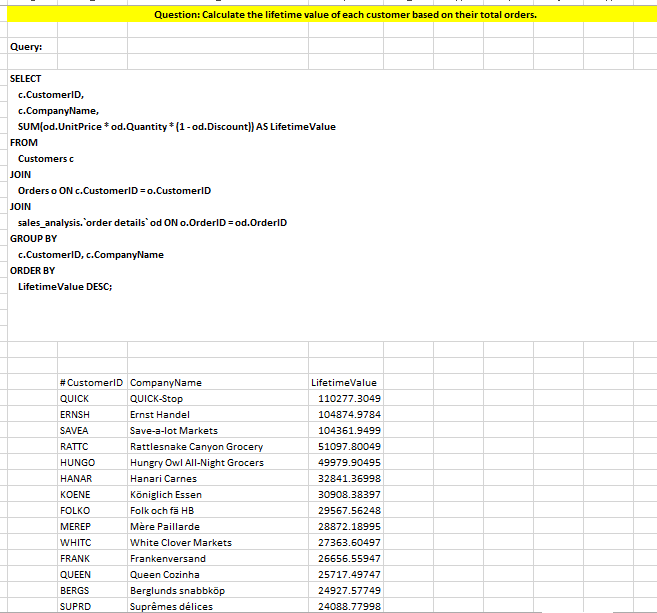 Question: Calculate the lifetime value of each customer based on their total orders.
Query:
SELECT
c.CustomerID,
c.CompanyName,
SUM(od.UnitPrice * od.Quantity * (1 - od.Discount)) AS LifetimeValue
FROM
Customers c
JOIN
Orders o ON c.CustomerID = o.CustomerID
JOIN
sales_analysis.`order details` od ON o.OrderID = od.OrderID
GROUP BY
c.CustomerID, c.CompanyName
ORDER BY
LifetimeValue DESC;
# CustomerID CompanyName LifetimeValue
QUICK QUICK-Stop 110277.3049
ERNSH Ernst Handel 104874.9784
SAVEA Save-a-lot Markets 104361.9499
RATTC Rattlesnake Canyon Grocery 51097.80049
HUNGO Hungry Owl All-Night Grocers 49979.90495
HANAR Hanari Carnes 32841.36998
KOENE Königlich Essen 30908.38397
FOLKO Folk och fä HB 29567.56248
MEREP Mère Paillarde 28872.18995
WHITC White Clover Markets 27363.60497
FRANK Frankenversand 26656.55947
QUEEN Queen Cozinha 25717.49747
BERGS Berglunds snabbköp 24927.57749
SUPRD Suprêmes délices 24088.77998